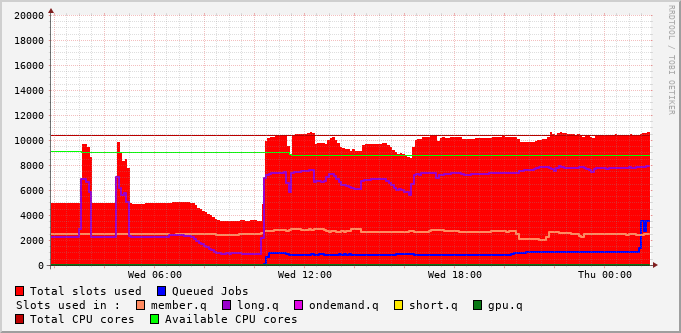 20000
18000
16000
14000
12000
10000
8000
6000
4000
2000
0
Wed 06:00 Wed 12:00 Wed 18:00 Thu 00:00
Total slots used Queued Jobs
Slots used in : member.q long.q ondemand.q short.q gpu.q
Total CPU cores Available CPU cores
RRDTOOL / TOBI OETIKER